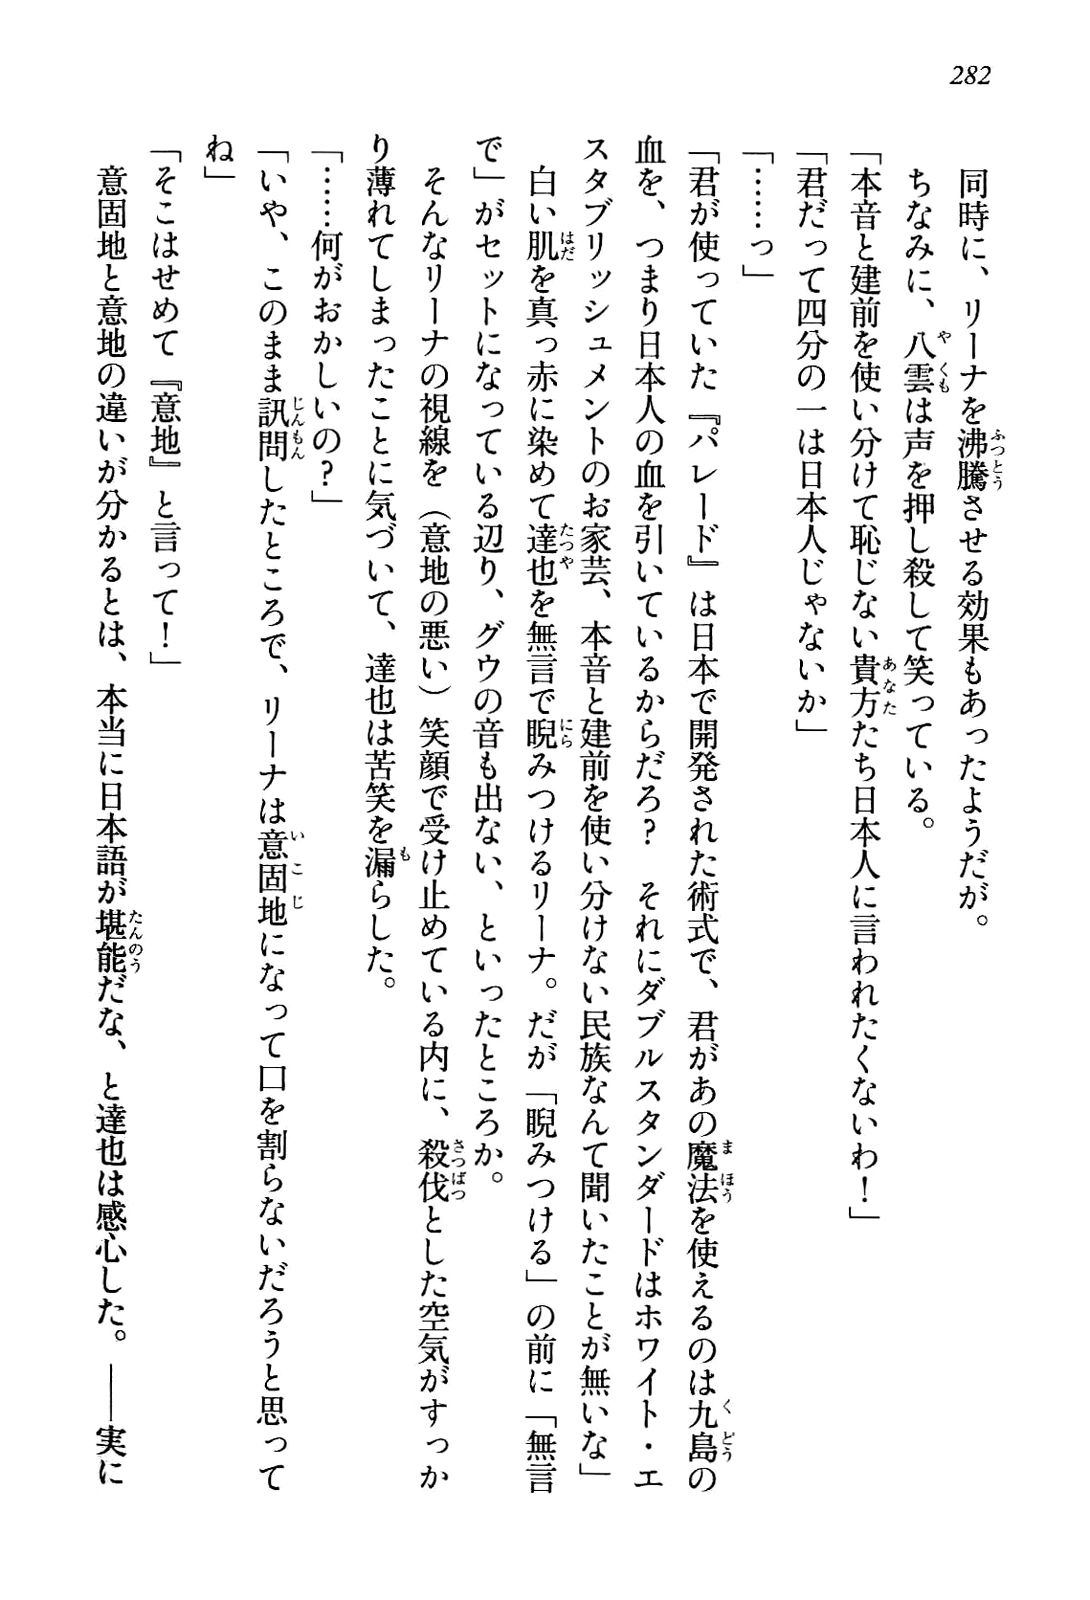 282
同時に、リーナを沸騰させる効果もあったようだが。
ちなみに、八雲は声を押し殺して笑っている。
「本音と建前を使い分けて恥じない貴方たち日本人に言われたくないわ！」
「君だって四分の一は日本人じゃないか」
「……っ」
「君が使っていた『パレード』は日本で開発された術式で、君があの魔法を使えるのは九島の
血を、つまり日本人の血を引いているからだろ？　それにダブルスタンダードはホワイト・エ
スタブリッシュメントのお家芸、本音と建前を使い分けない民族なんて聞いたことが無いな」
白い肌を真っ赤に染めて達也を無言で睨みつけるリーナ。だが「睨みつける」の前に「無言
で」がセットになっている辺り、グウの音も出ない、といったところか。
そんなリーナの視線を（意地の悪い）笑顔で受け止めている内に、殺伐とした空気がすっか
り薄れてしまったことに気づいて、達也は苦笑を漏らした。
「……何がおかしいの？」
「いや、このまま訊問したところで、リーナは意固地になって口を割らないだろうと思って
ね」
「そこはせめて『意地』と言って！」
意固地と意地の違いが分かるとは、本当に日本語が堪能だな、と達也は感心した。――実に